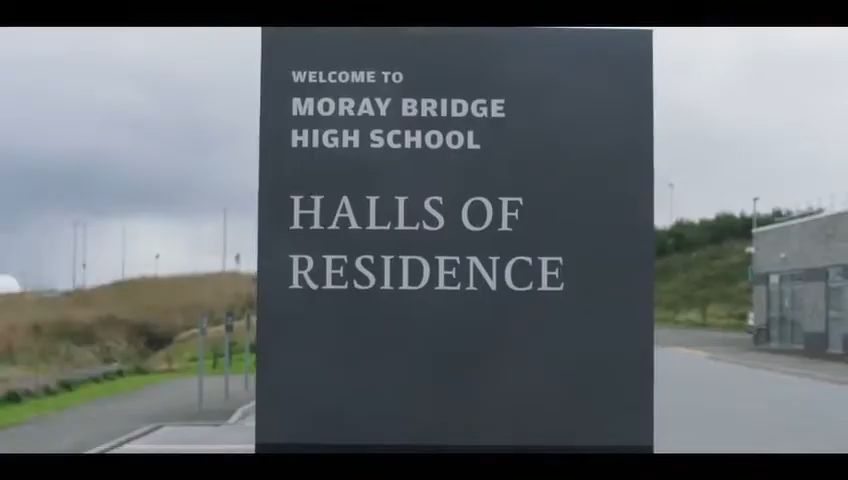 WELCOME TO
MORAY BRIDGE
HIGH SCHOOL
HALLS OF
RESIDENCE